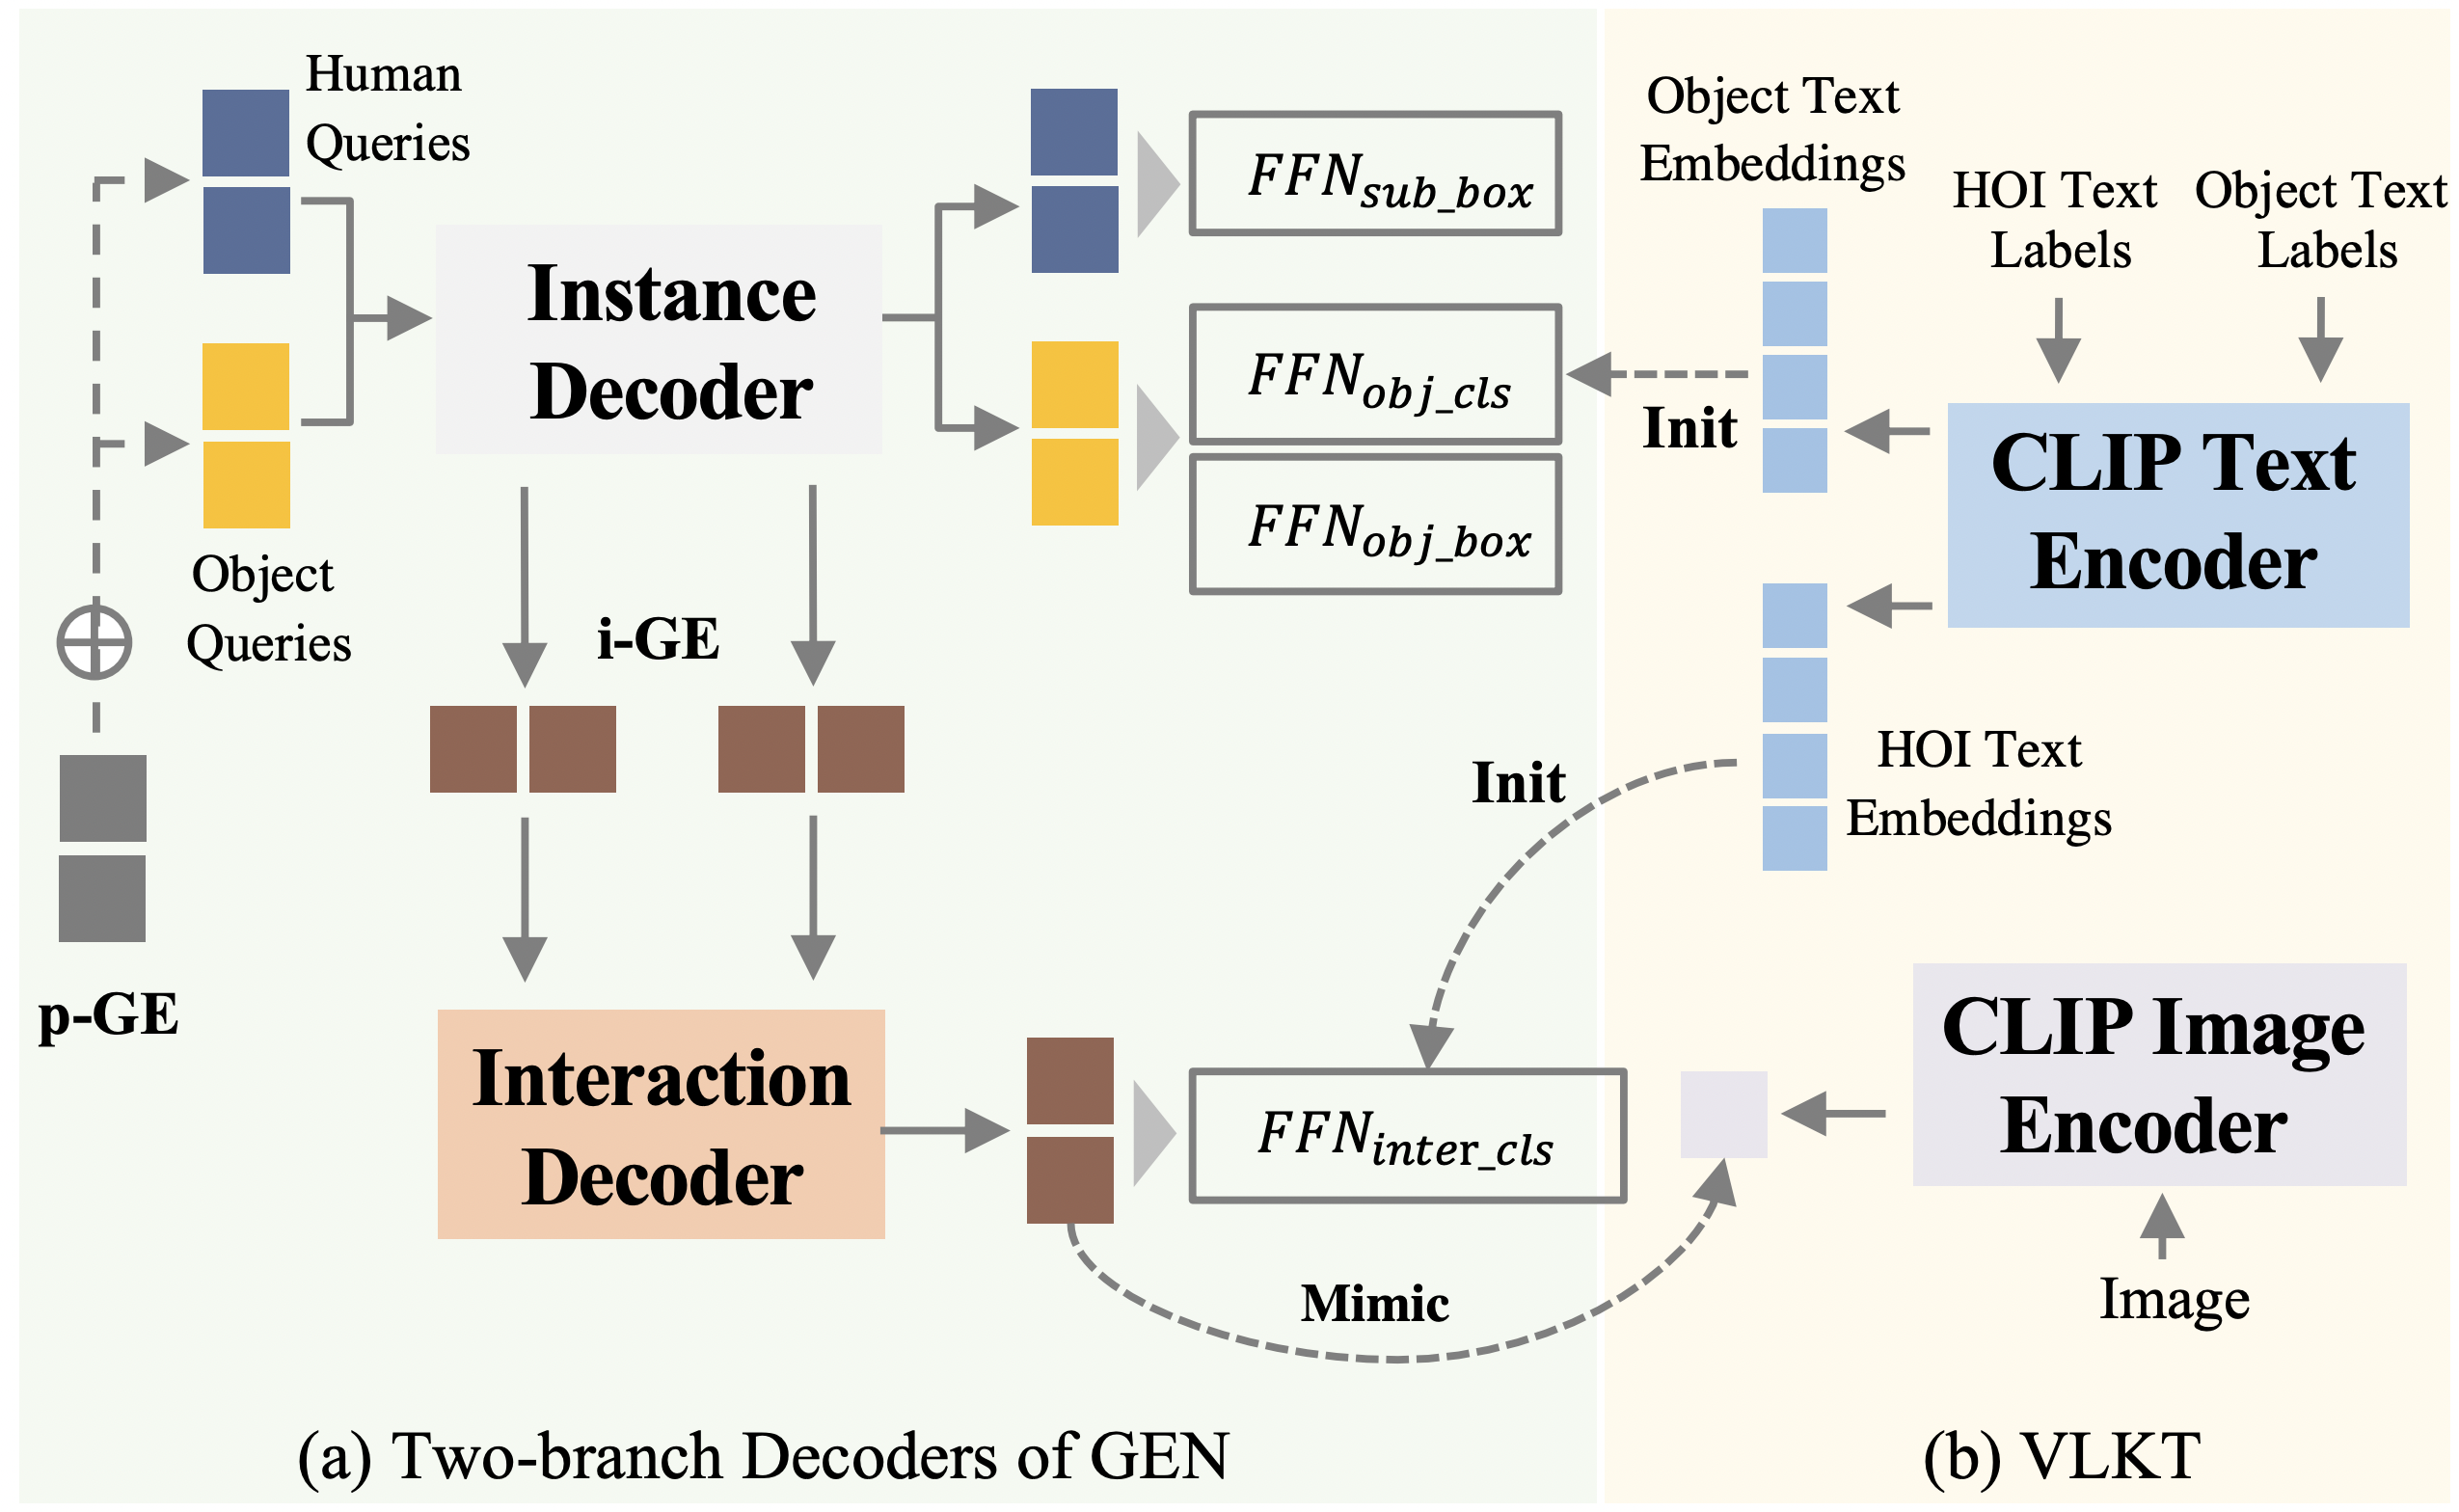 Human
Queries
Object
Queries
p-GE
Instance
Decoder
i-GE
Interaction
Decoder
FFN_sub_box
FFN_obj_cls
FFN_obj_box
FFN_inter_cls
Mimic
Init
Init
Object Text
Embeddings
HOI Text
Labels
Object Text
Labels
CLIP Text
Encoder
HOI Text
Embeddings
CLIP Image
Encoder
Image
(a) Two-branch Decoders of GEN
(b) VLKT